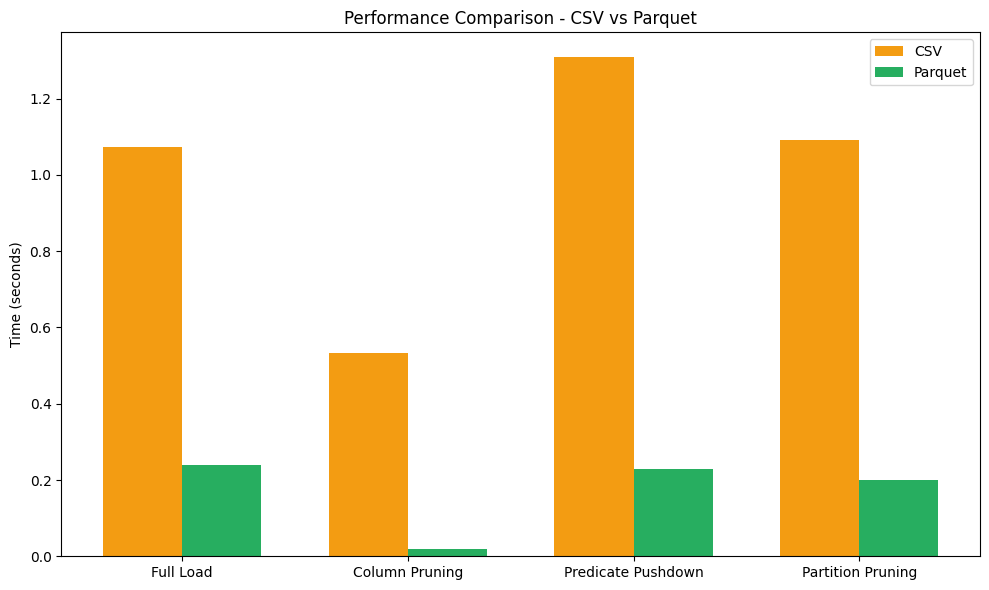 Performance Comparison - CSV vs Parquet
CSV
Parquet
Time (seconds)
1.2
1.0
0.8
0.6
0.4
0.2
0.0
Full Load
Column Pruning
Predicate Pushdown
Partition Pruning